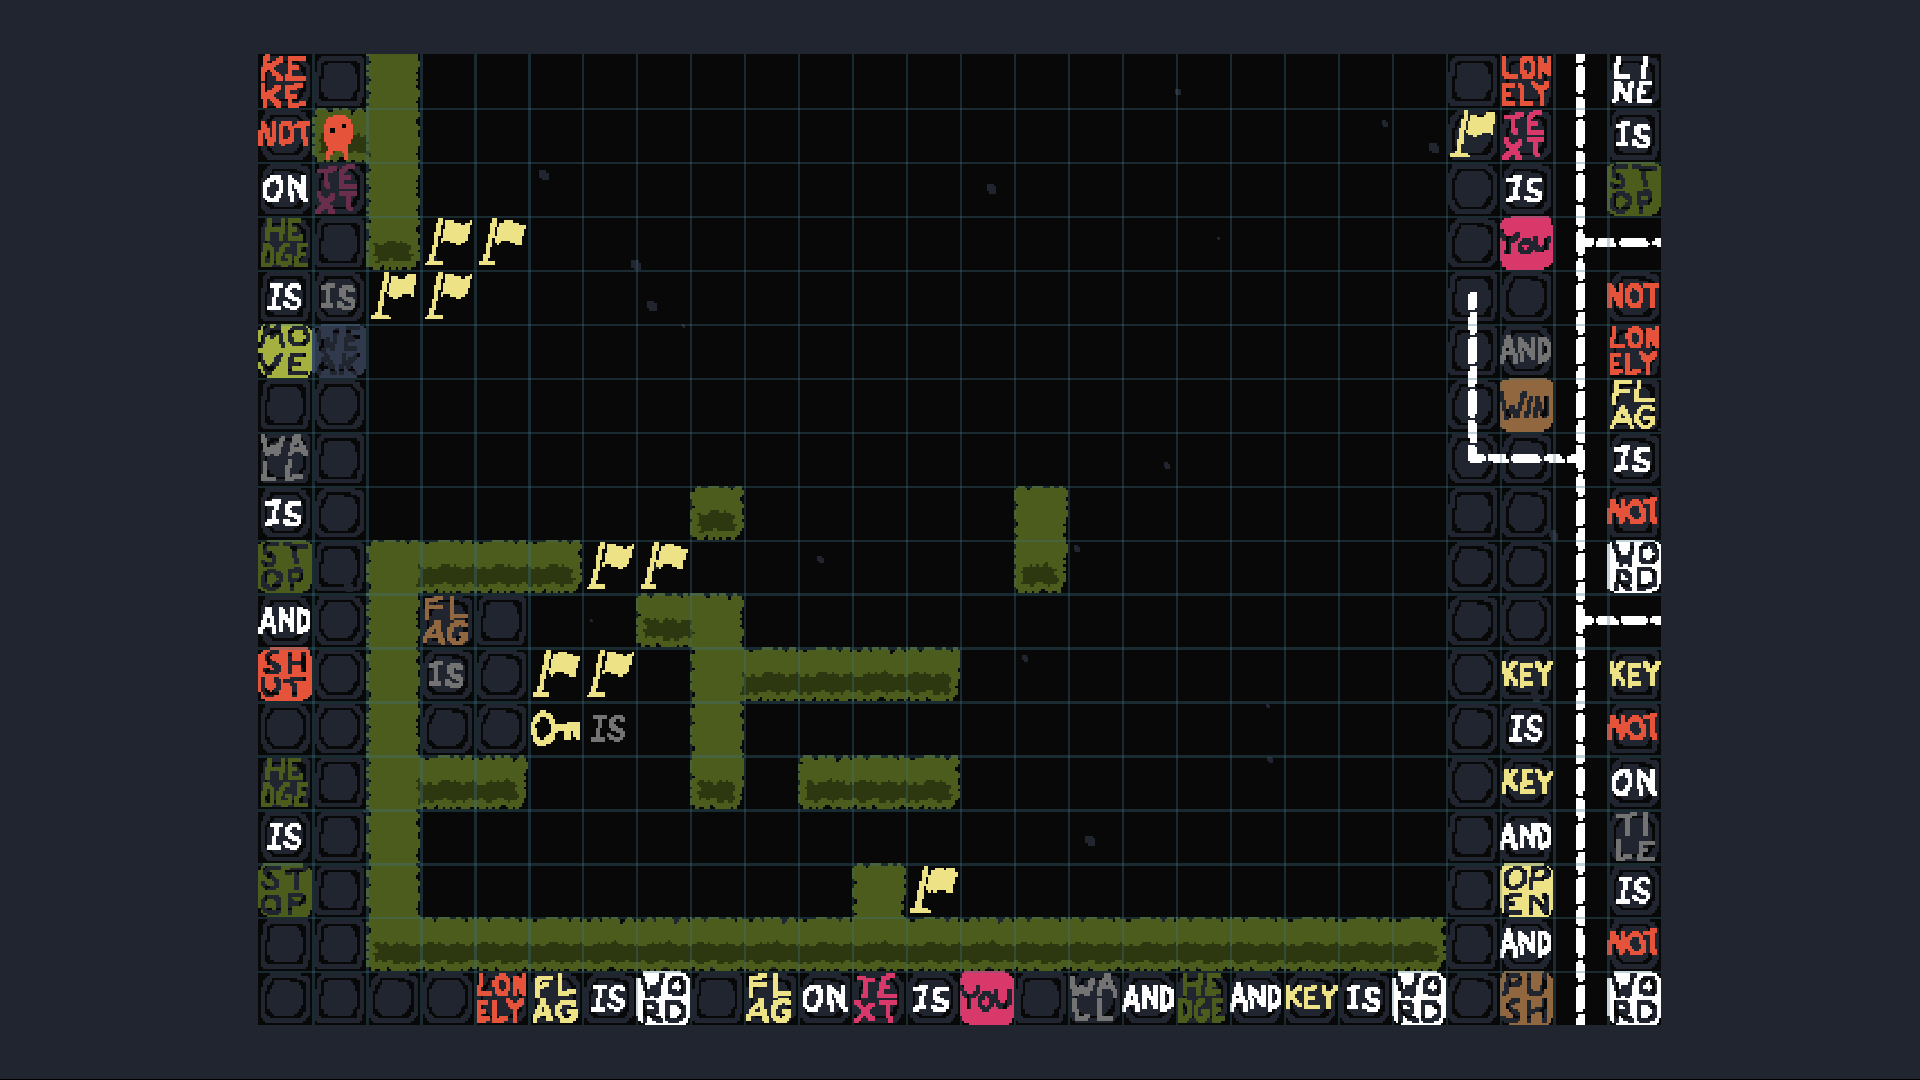 KEKE NOT ON HEDGE IS MOVE
WALL IS STOP AND SHUT
HEDGE IS STOP
TEXT
IS WEAK
FLAG IS
IS
LONELY TEXT IS YOU
AND WIN
KEY IS KEY AND OPEN AND PUSH
LINE IS STOP
NOT LONELY FLAG IS NOT WORD
KEY NOT ON TILE IS NOT WORD
LONELY FLAG IS WORD
FLAG ON TEXT IS YOU
WALL AND HEDGE AND KEY IS WORD